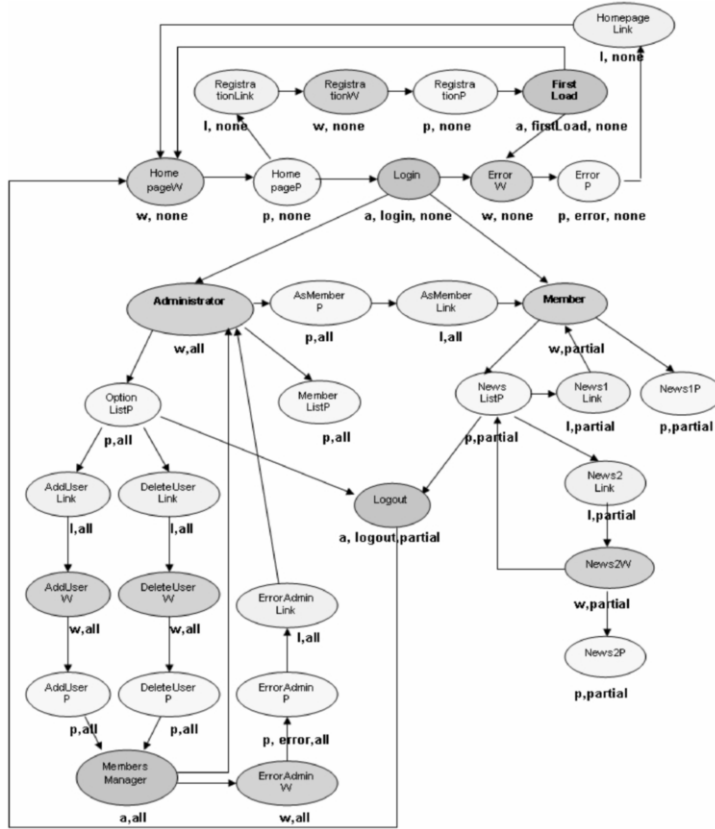 Homepage
Link
l, none
Registra
tionLink
l, none
Registra
tionW
w, none
Registra
tionP
p, none
First
Load
a, firstLoad, none
Home
pageW
w, none
Home
pageP
p, none
Login
a, login, none
Error
W
w, none
Error
P
p, error, none
Administrator
w,all
AsMember
P
p,all
AsMember
Link
l,all
Member
w,partial
Option
ListP
p,all
Member
ListP
p,all
News
ListP
p,partial
News1
Link
l,partial
News1P
p,partial
AddUser
Link
l,all
DeleteUser
Link
l,all
Logout
a, logout,partial
News2
Link
l,partial
AddUser
W
w,all
DeleteUser
W
w,all
ErrorAdmin
Link
l,all
News2W
w,partial
AddUser
P
p,all
DeleteUser
P
p,all
ErrorAdmin
P
p, error,all
News2P
p,partial
Members
Manager
a,all
ErrorAdmin
W
w,all